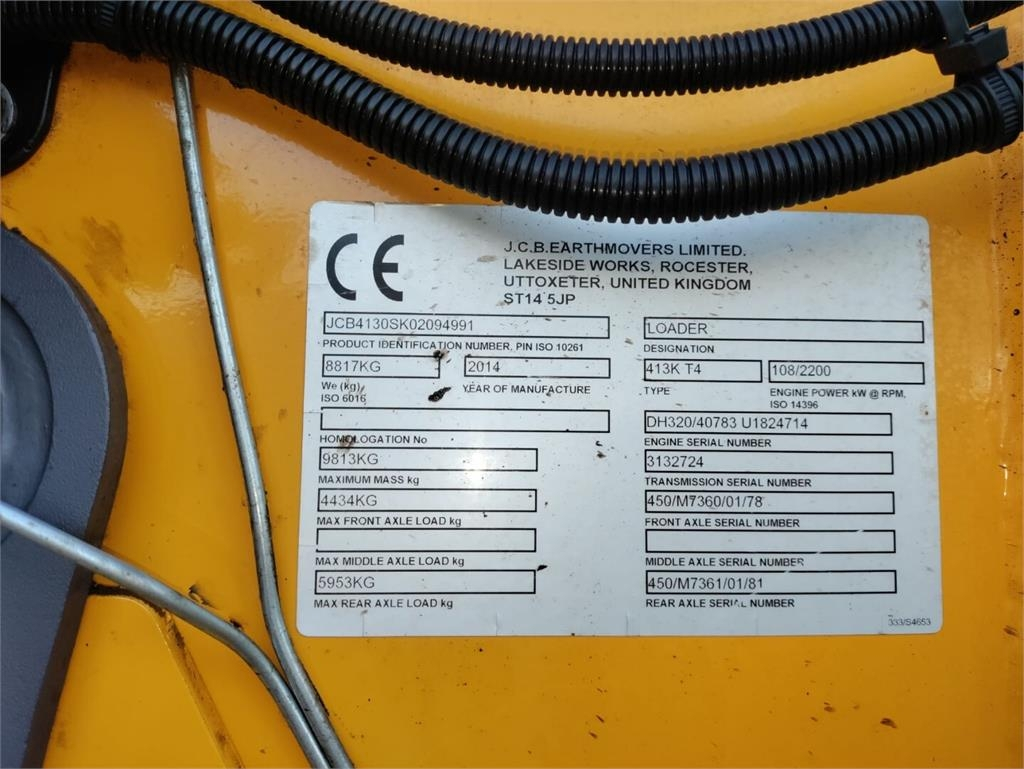 CE
J.C.B.EARTHMOVERS LIMITED,
LAKESIDE WORKS, ROCESTER,
UTTOXETER, UNITED KINGDOM
ST14 5JP
JCB4130SK02094991
PRODUCT IDENTIFICATION NUMBER, PIN ISO 10261
8817KG
We (kg)
ISO 6016
2014
YEAR OF MANUFACTURE
HOMOLOGATION No
9813KG
MAXIMUM MASS kg
4434KG
MAX FRONT AXLE LOAD kg
MAX MIDDLE AXLE LOAD kg
5953KG
MAX REAR AXLE LOAD kg
LOADER
DESIGNATION
413K T4
TYPE
108/2200
ENGINE POWER kW @ RPM,
ISO 14396
DH320/40783 U1824714
ENGINE SERIAL NUMBER
3132724
TRANSMISSION SERIAL NUMBER
450/M7360/01/78
FRONT AXLE SERIAL NUMBER
MIDDLE AXLE SERIAL NUMBER
450/M7361/01/81
REAR AXLE SERIAL NUMBER
333/S4653